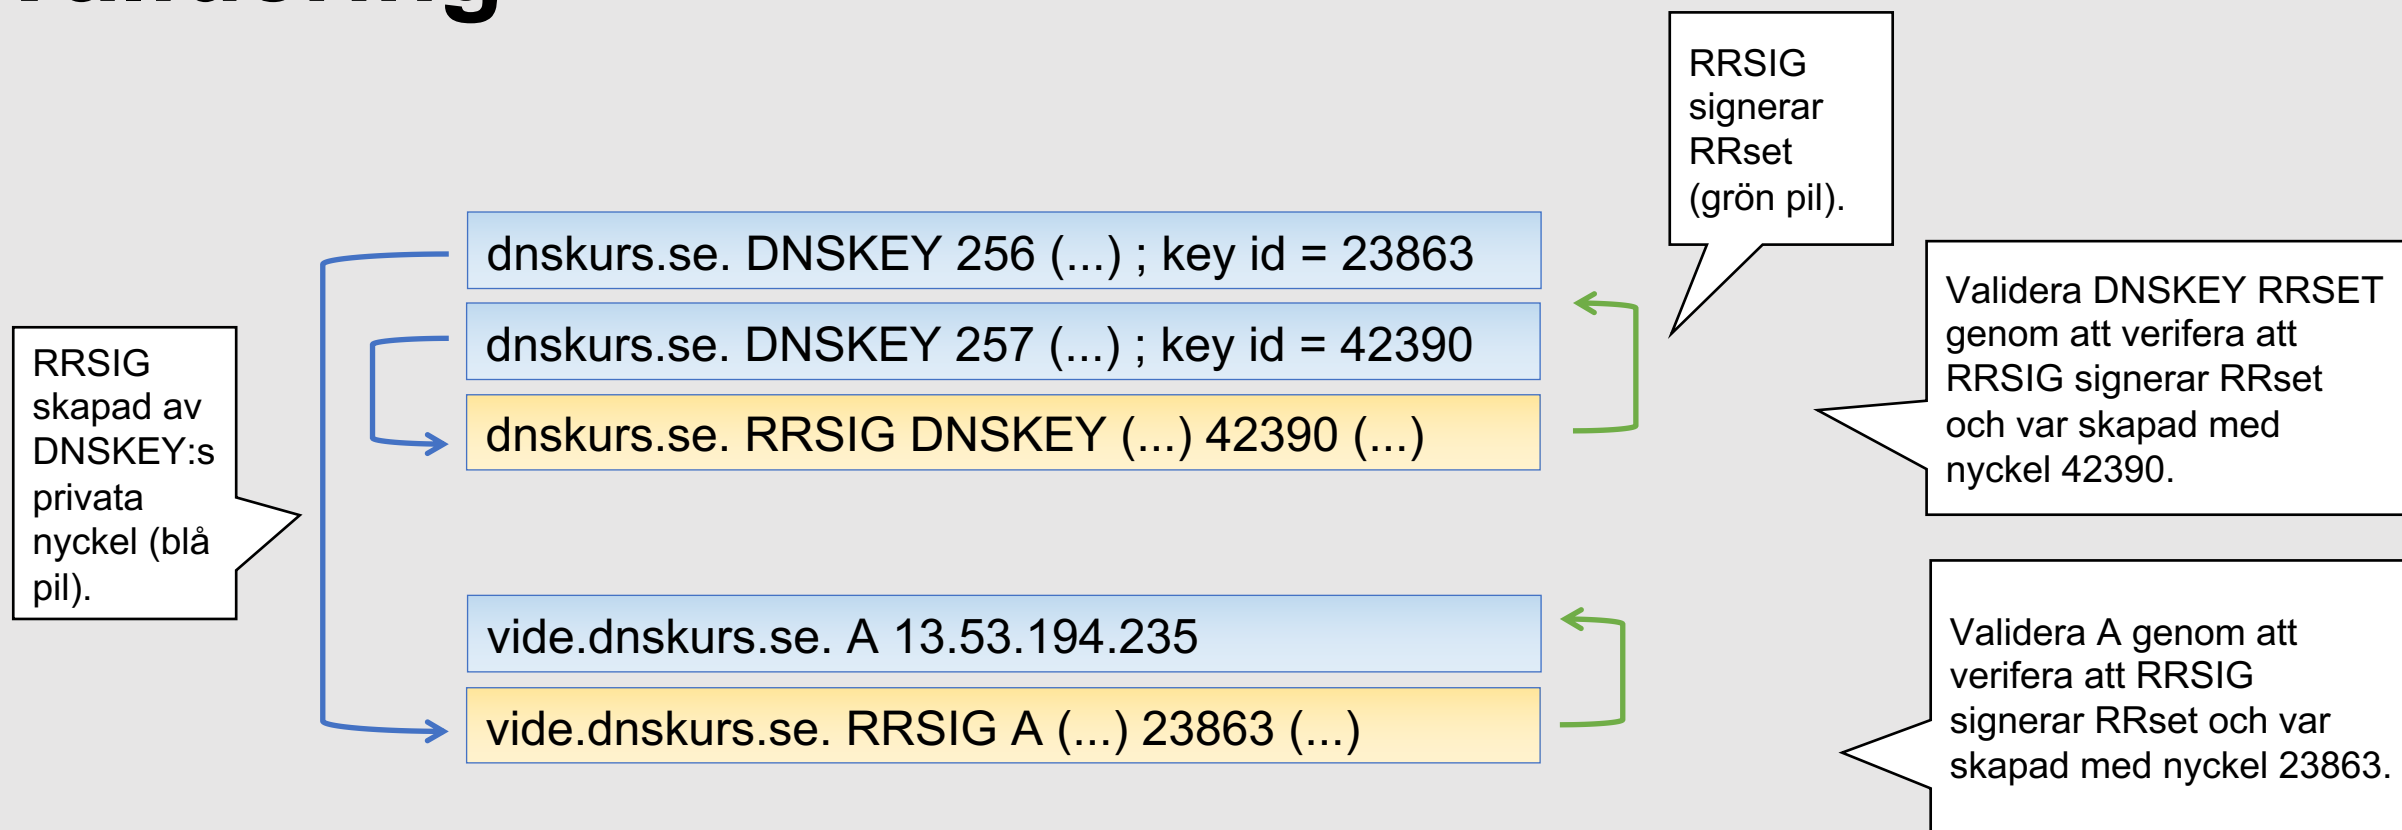 RRSIG
signerar
RRset
(grön pil).
dnskurs.se. DNSKEY 256 (...) ; key id = 23863
dnskurs.se. DNSKEY 257 (...) ; key id = 42390
dnskurs.se. RRSIG DNSKEY (...) 42390 (...)
Validera DNSKEY RRSET
genom att verifera att
RRSIG signerar RRset
och var skapad med
nyckel 42390.
RRSIG
skapad av
DNSKEY:s
privata
nyckel (blå
pil).
vide.dnskurs.se. A 13.53.194.235
vide.dnskurs.se. RRSIG A (...) 23863 (...)
Validera A genom att
verifera att RRSIG
signerar RRset och var
skapad med nyckel 23863.